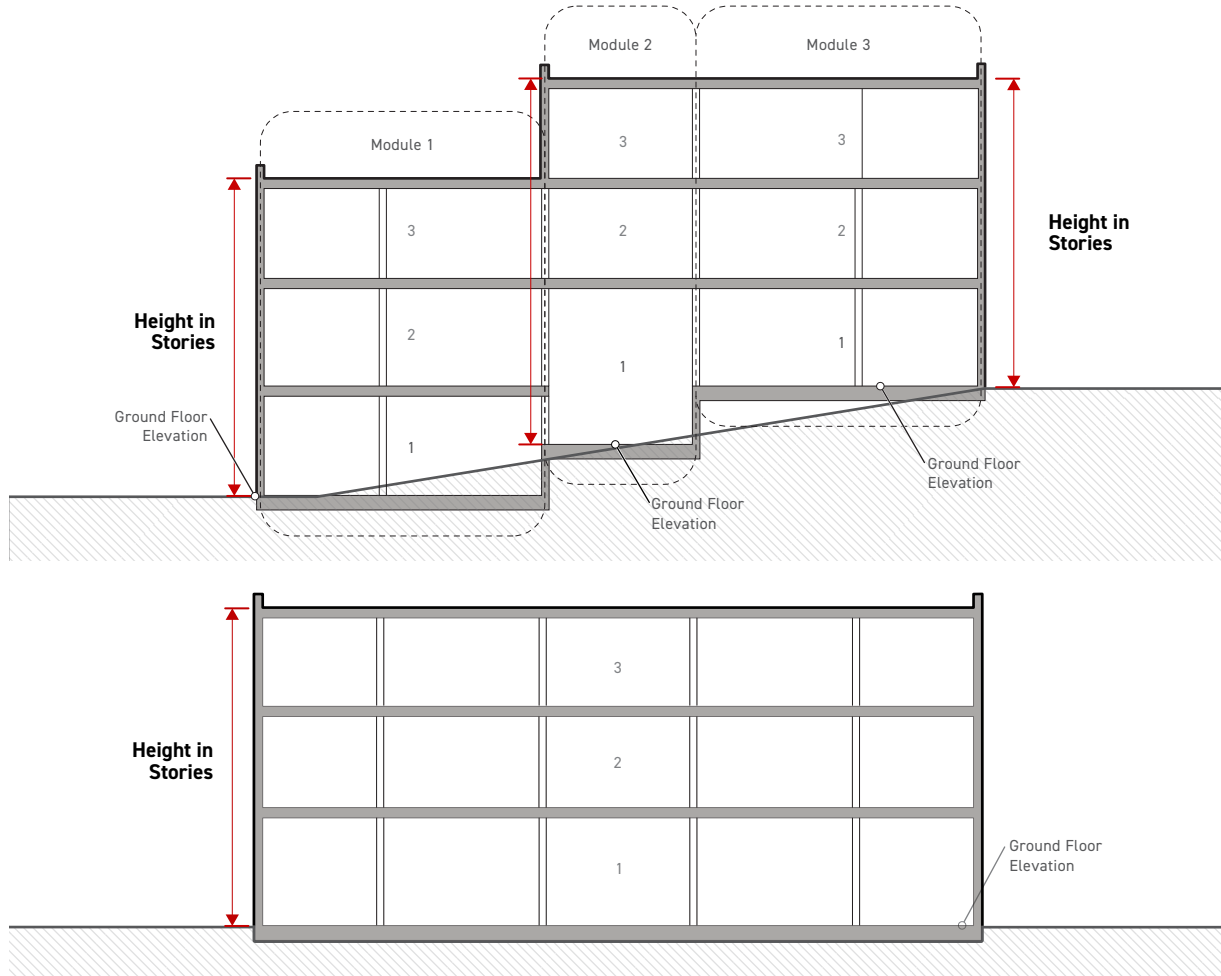 Module 2
Module 3
Module 1
3
3
3
2
2
Height in
Stories
Height in
Stories
2
1
1
Ground Floor
Elevation
1
Ground Floor
Elevation
Ground Floor
Elevation
3
Height in
Stories
2
Ground Floor
Elevation
1